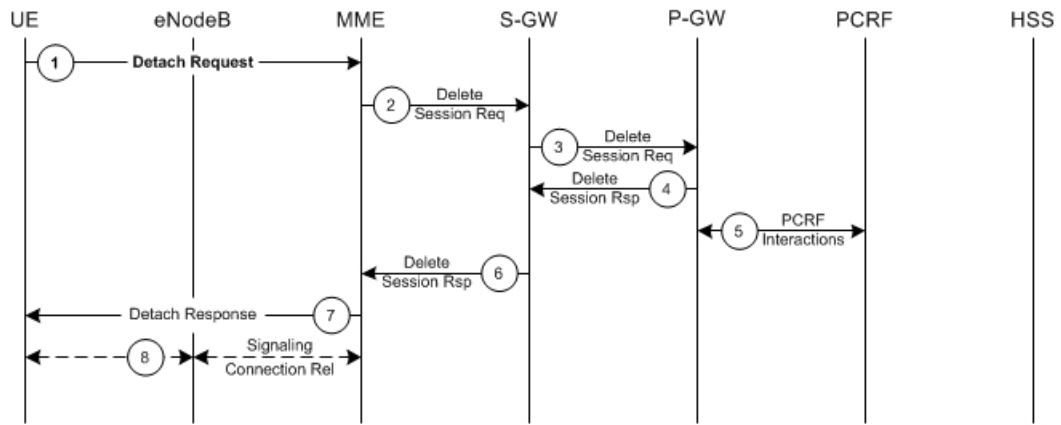 UE eNodeB MME S-GW P-GW PCRF HSS
1 Detach Request
2 Delete
Session Req
3 Delete
Session Req
Delete 4
Session Rsp
5 PCRF
Interactions
Delete 6
Session Rsp
Detach Response 7
8 Signaling
Connection Rel